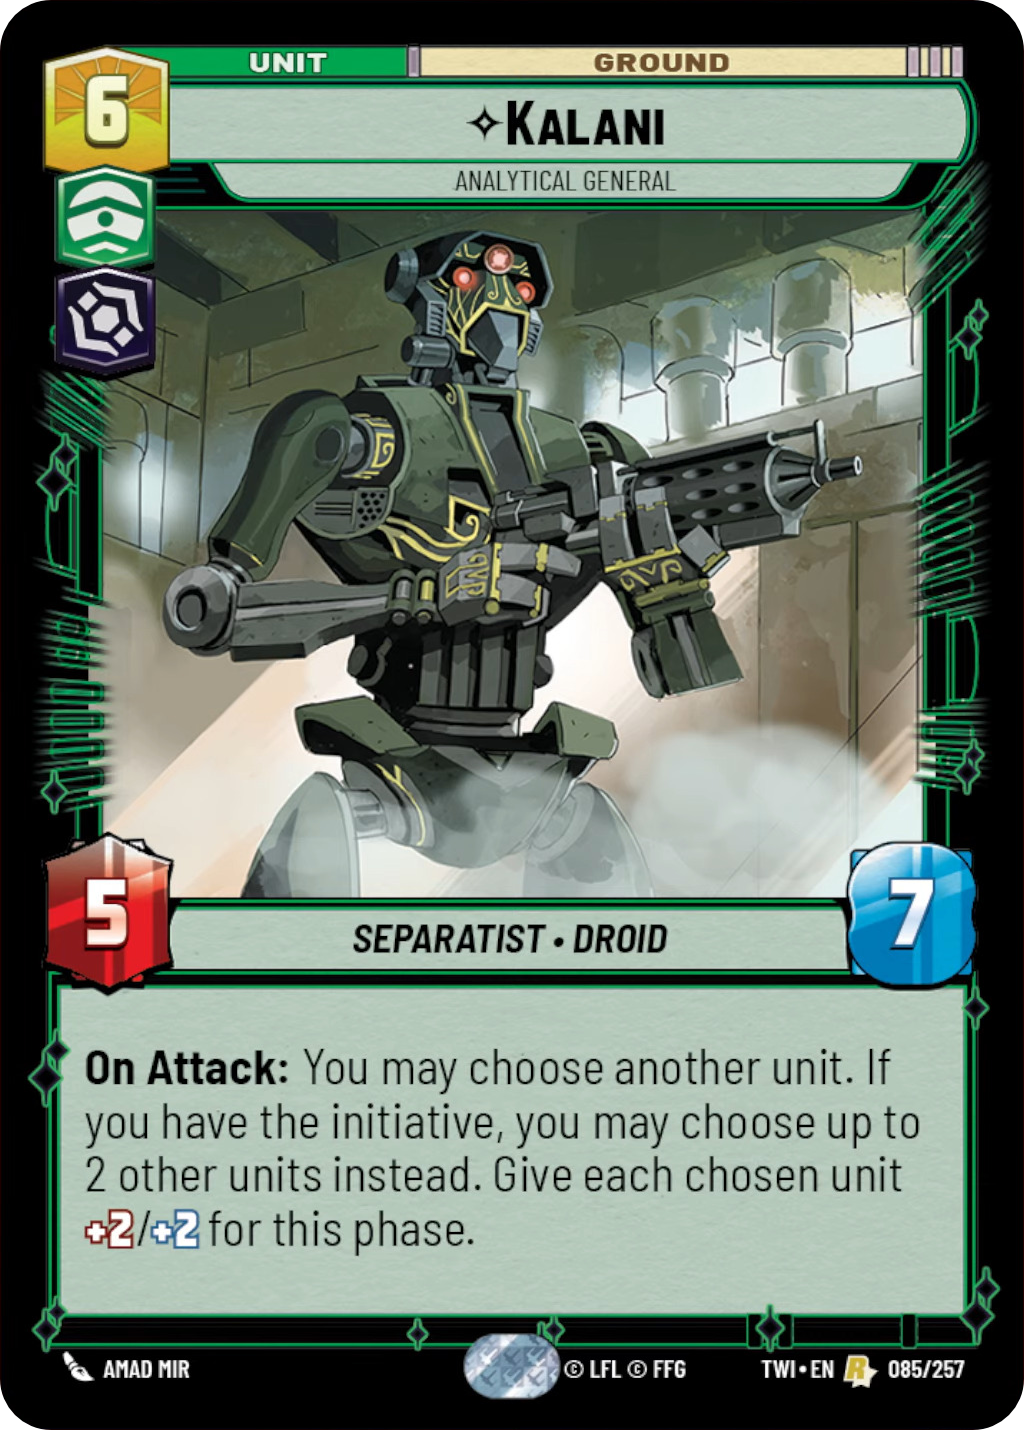 UNIT
GROUND
6
KALANI
ANALYTICAL GENERAL
5
7
SEPARATIST • DROID
On Attack: You may choose another unit. If
you have the initiative, you may choose up to
2 other units instead. Give each chosen unit
+2/+2 for this phase.
AMAD MIR
© LFL © FFG
TWI • EN R 085/257